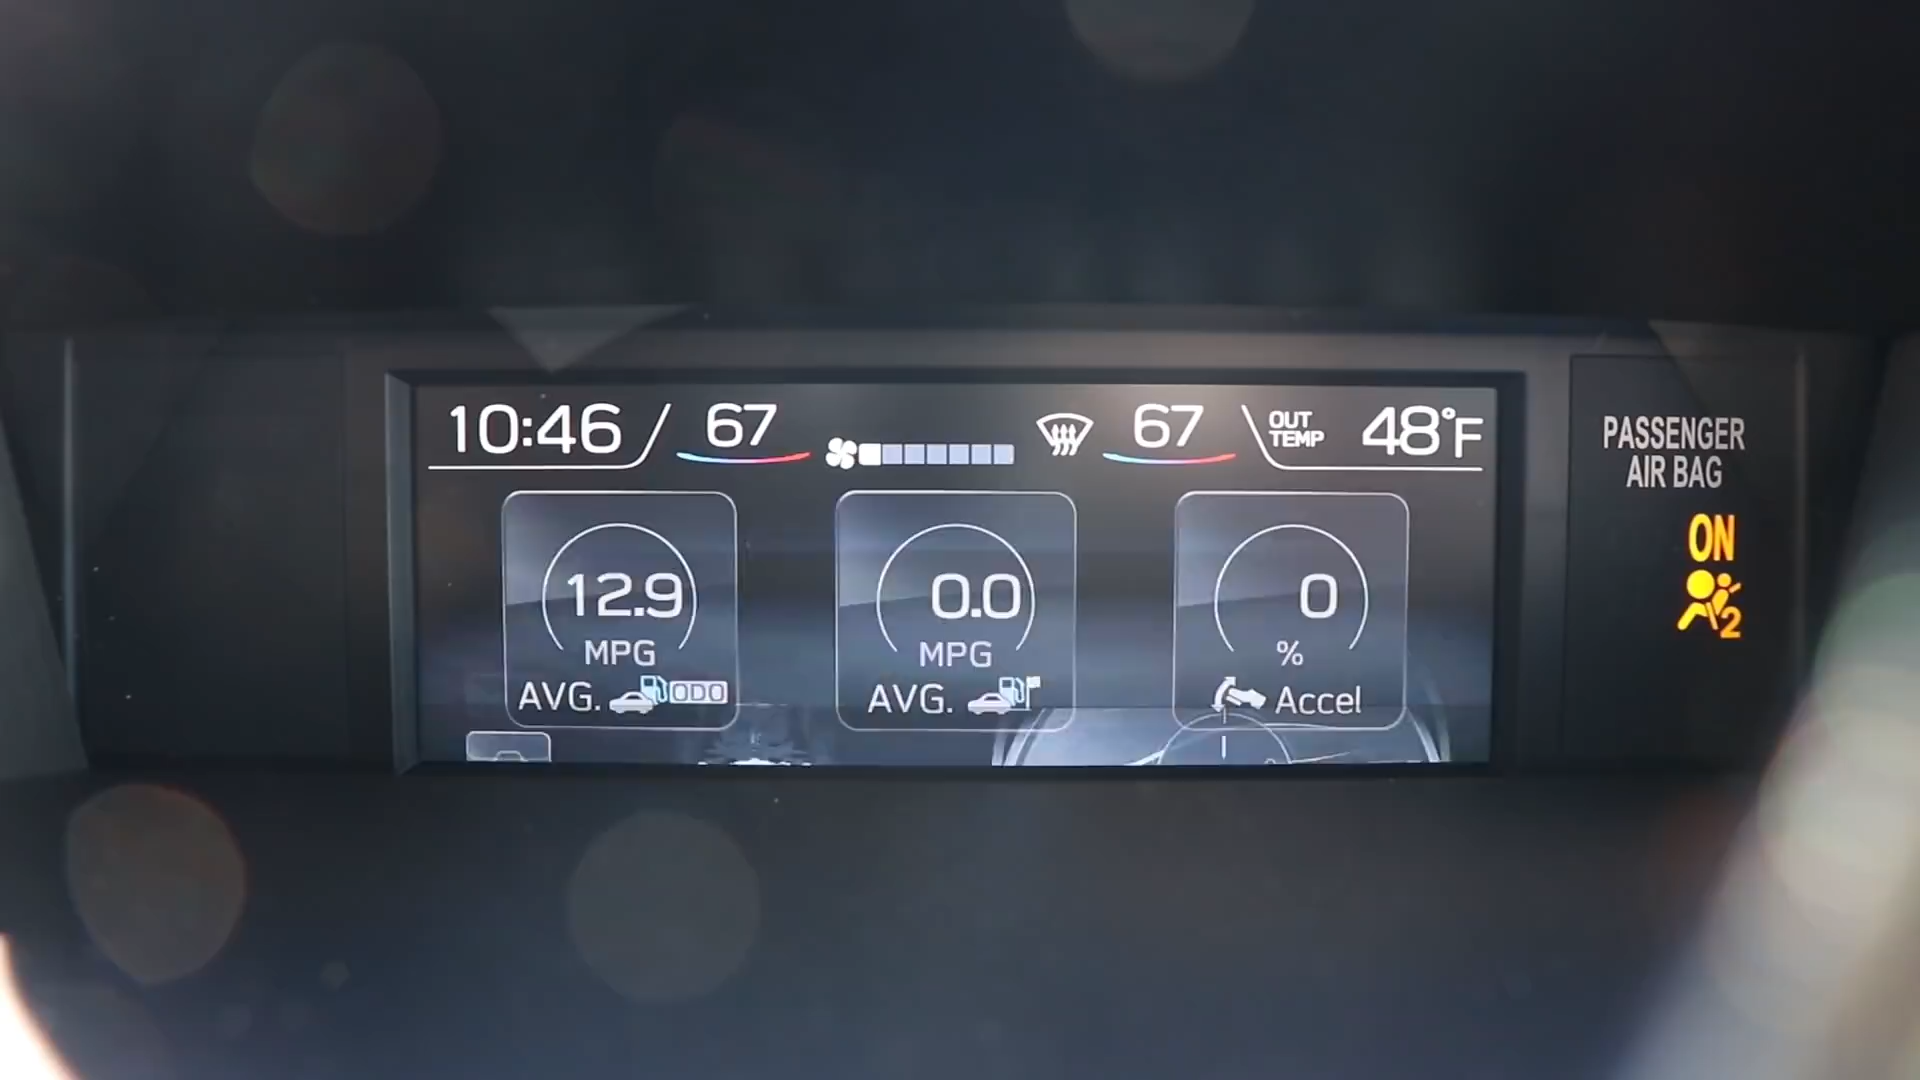 10:46 67 67 OUT TEMP 48°F
12.9
MPG
AVG. ODO
0.0
MPG
AVG.
0
%
Accel
PASSENGER
AIR BAG
ON
2